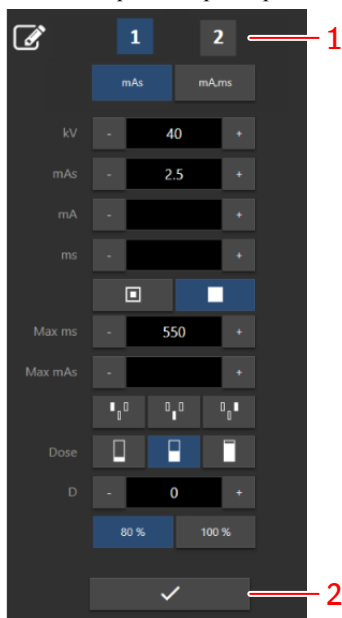 1 2 1
mAs mA,ms
kV - 40 +
mAs - 2.5 +
mA - +
ms - +
Max ms - 550 +
Max mAs - +
Dose
D - 0 +
80 % 100 %
2